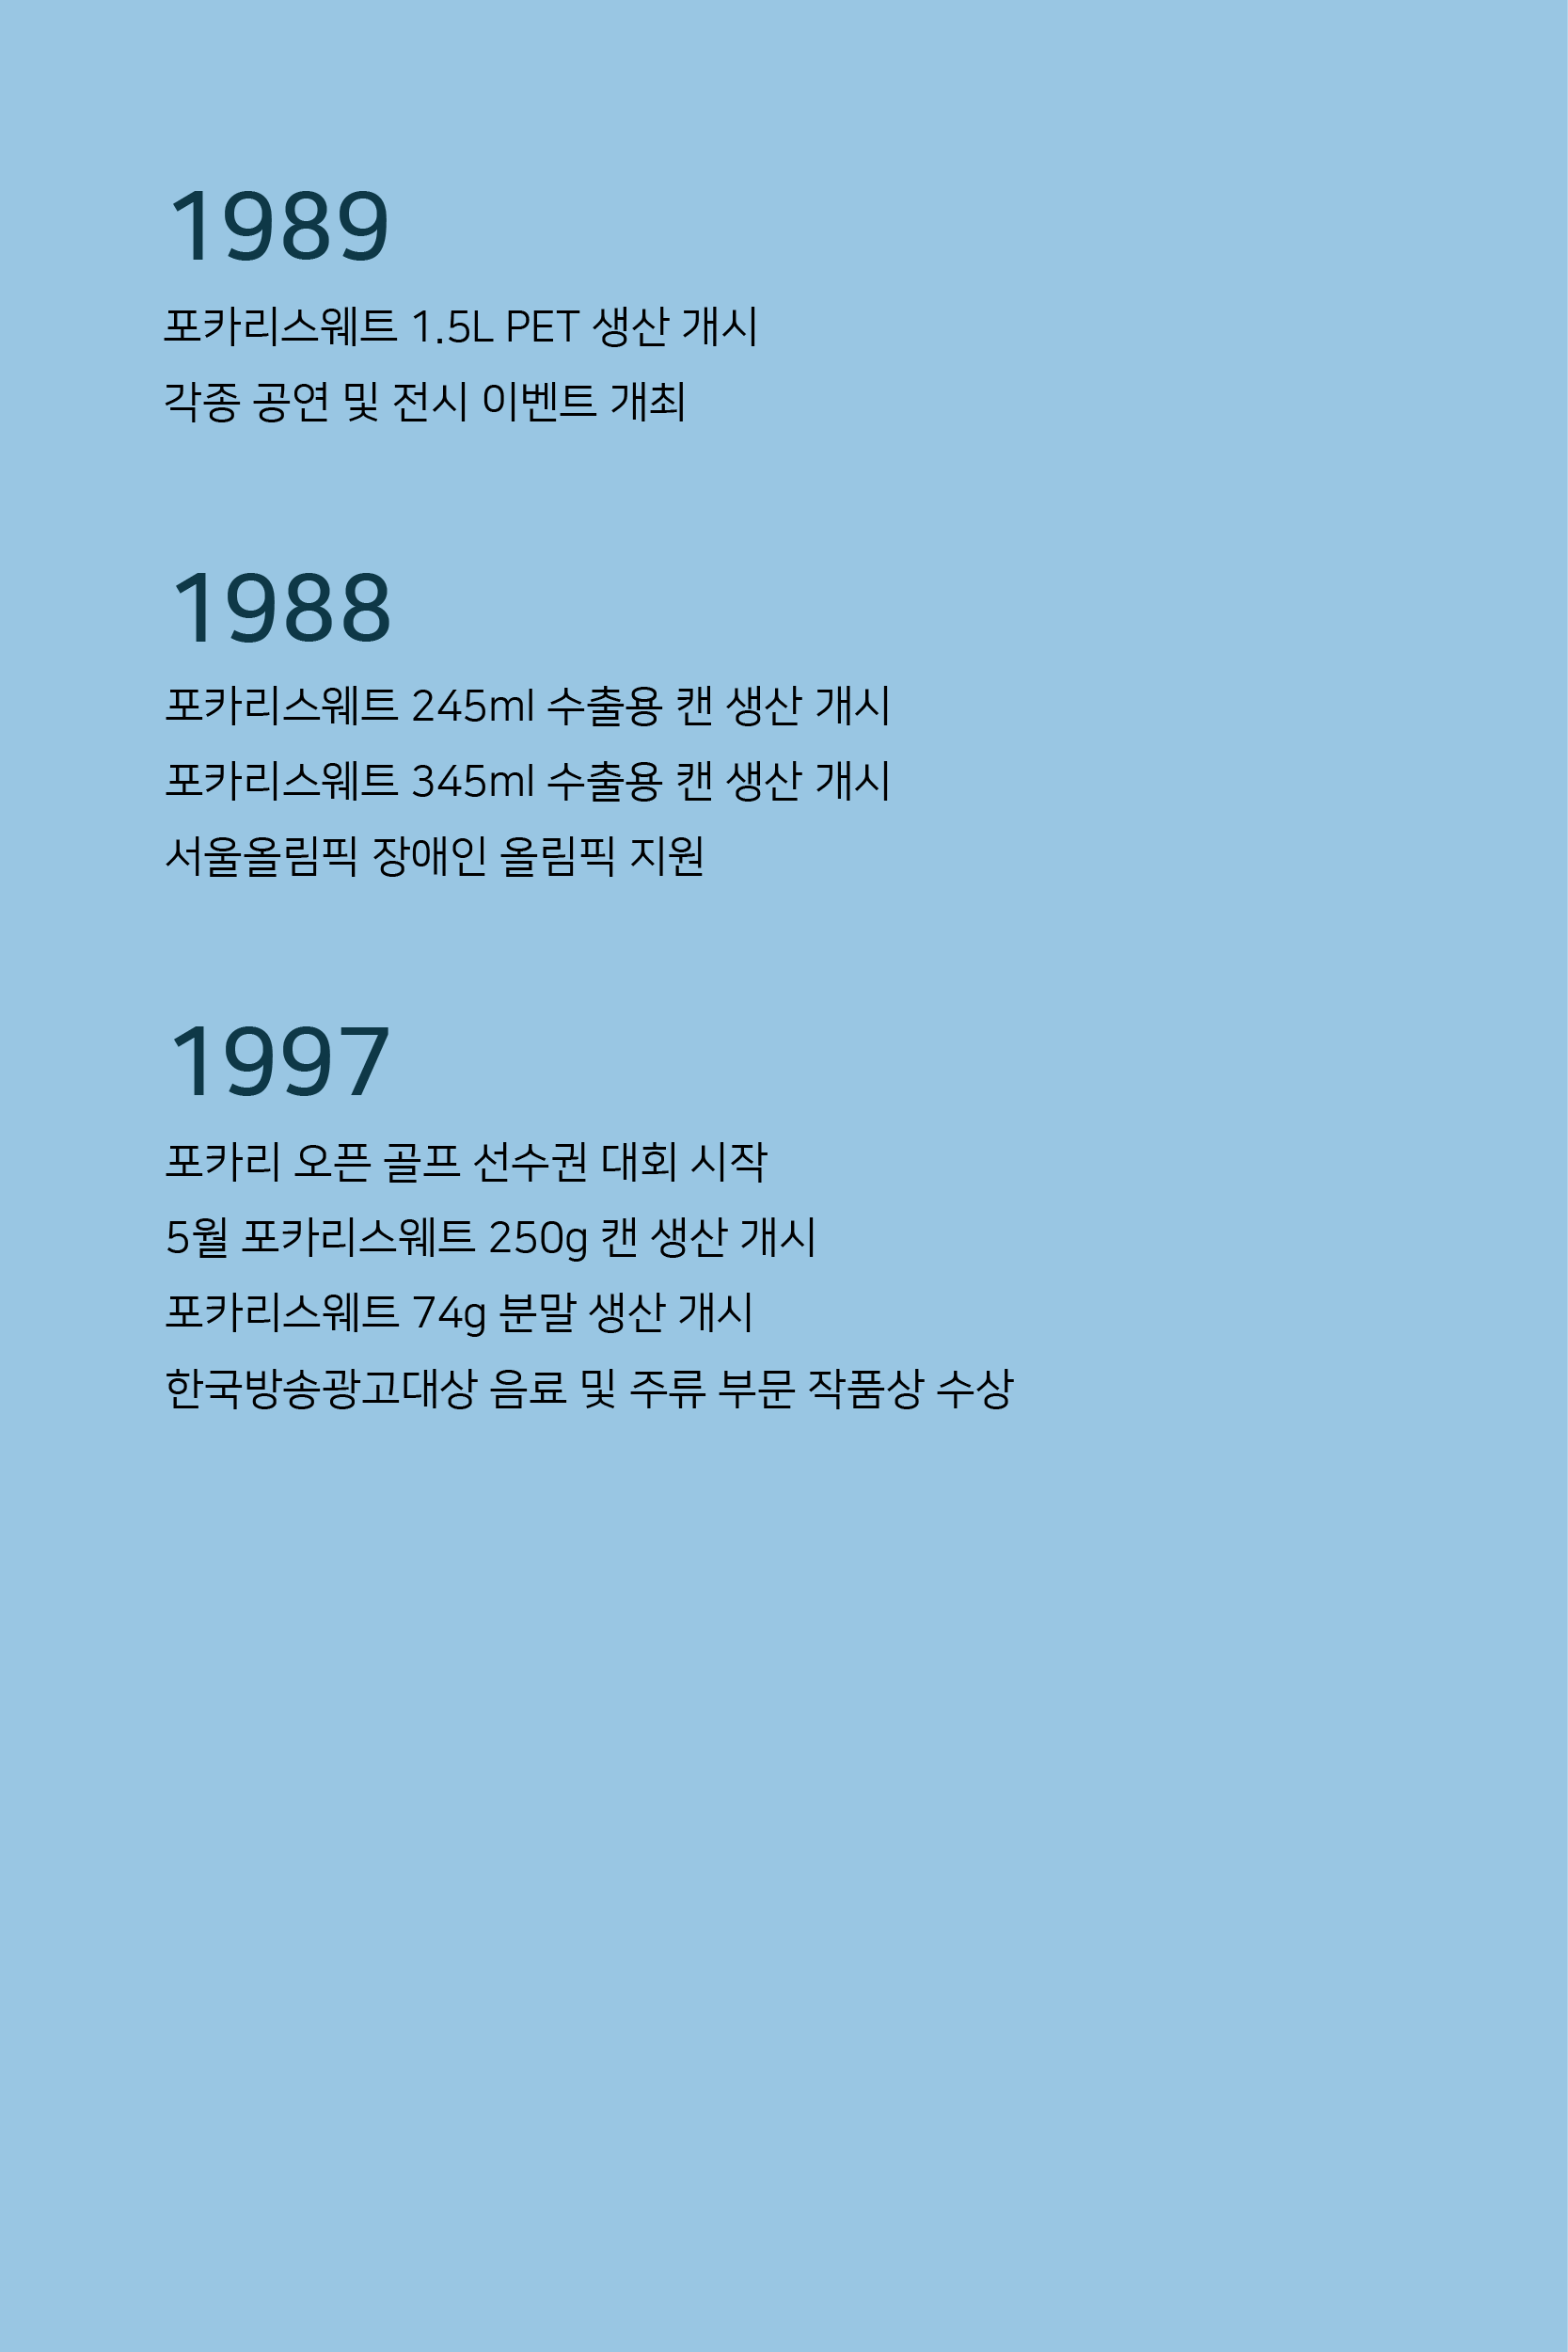 1989
포카리스웨트 1.5L PET 생산 개시
각종 공연 및 전시 이벤트 개최
1988
포카리스웨트 245ml 수출용 캔 생산 개시
포카리스웨트 345ml 수출용 캔 생산 개시
서울올림픽 장애인 올림픽 지원
1997
포카리 오픈 골프 선수권 대회 시작
5월 포카리스웨트 250g 캔 생산 개시
포카리스웨트 74g 분말 생산 개시
한국방송광고대상 음료 및 주류 부문 작품상 수상